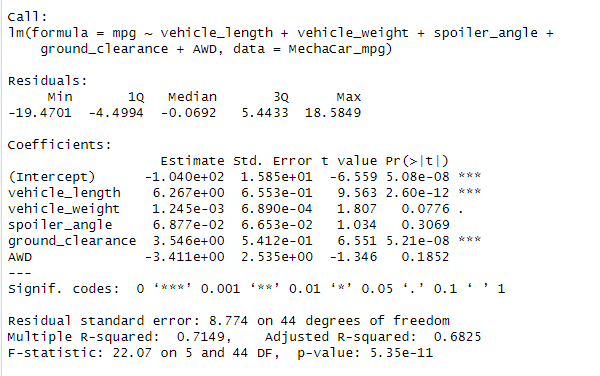 Call:
lm(formula = mpg ~ vehicle_length + vehicle_weight + spoiler_angle +
    ground_clearance + AWD, data = MechaCar_mpg)

Residuals:
     Min       1Q   Median       3Q      Max
-19.4701  -4.4994  -0.0692   5.4433  18.5849

Coefficients:
                   Estimate Std. Error t value Pr(>|t|)
(Intercept)      -1.040e+02  1.585e+01  -6.559 5.08e-08 ***
vehicle_length    6.267e+00  6.553e-01   9.563 2.60e-12 ***
vehicle_weight    1.245e-03  6.890e-04   1.807   0.0776 .
spoiler_angle     6.877e-02  6.653e-02   1.034   0.3069
ground_clearance  3.546e+00  5.412e-01   6.551 5.21e-08 ***
AWD              -3.411e+00  2.535e+00  -1.346   0.1852
---
Signif. codes:  0 ‘***’ 0.001 ‘**’ 0.01 ‘*’ 0.05 ‘.’ 0.1 ‘ ’ 1

Residual standard error: 8.774 on 44 degrees of freedom
Multiple R-squared:  0.7149,    Adjusted R-squared:  0.6825
F-statistic: 22.07 on 5 and 44 DF,  p-value: 5.35e-11